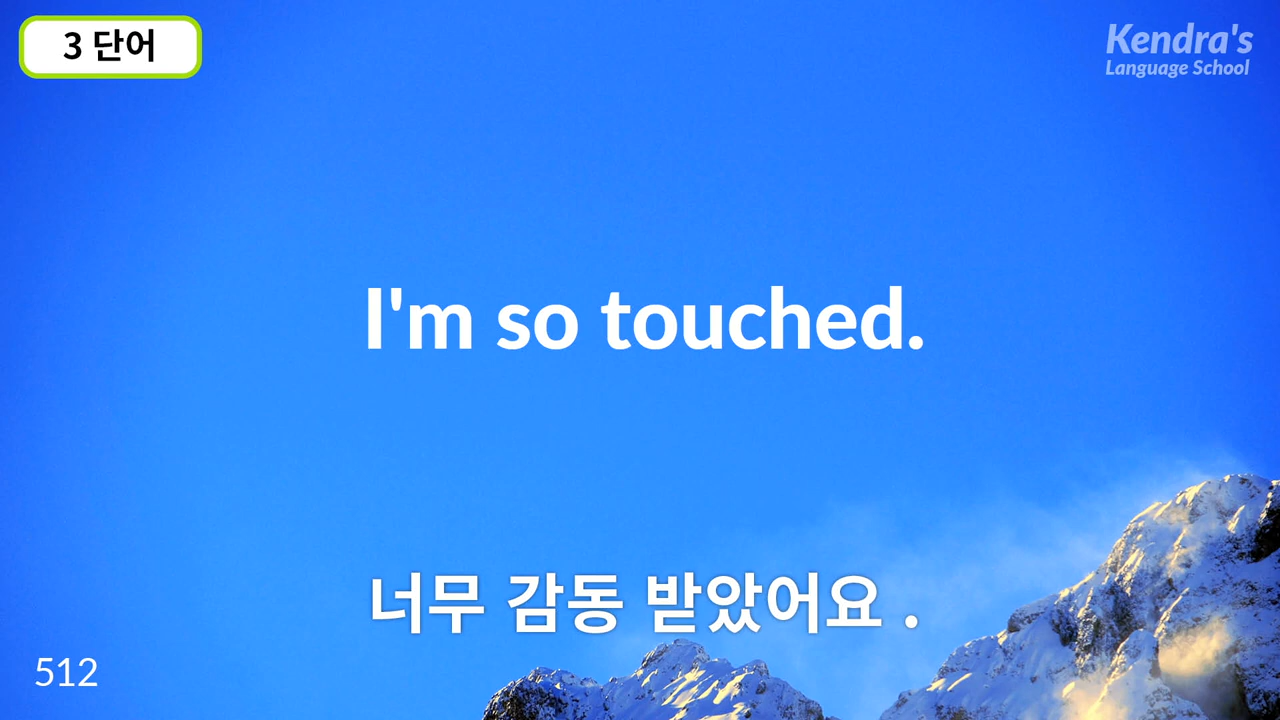 3 단어
Kendra's
Language School
I'm so touched.
너무 감동 받았어요 .
512